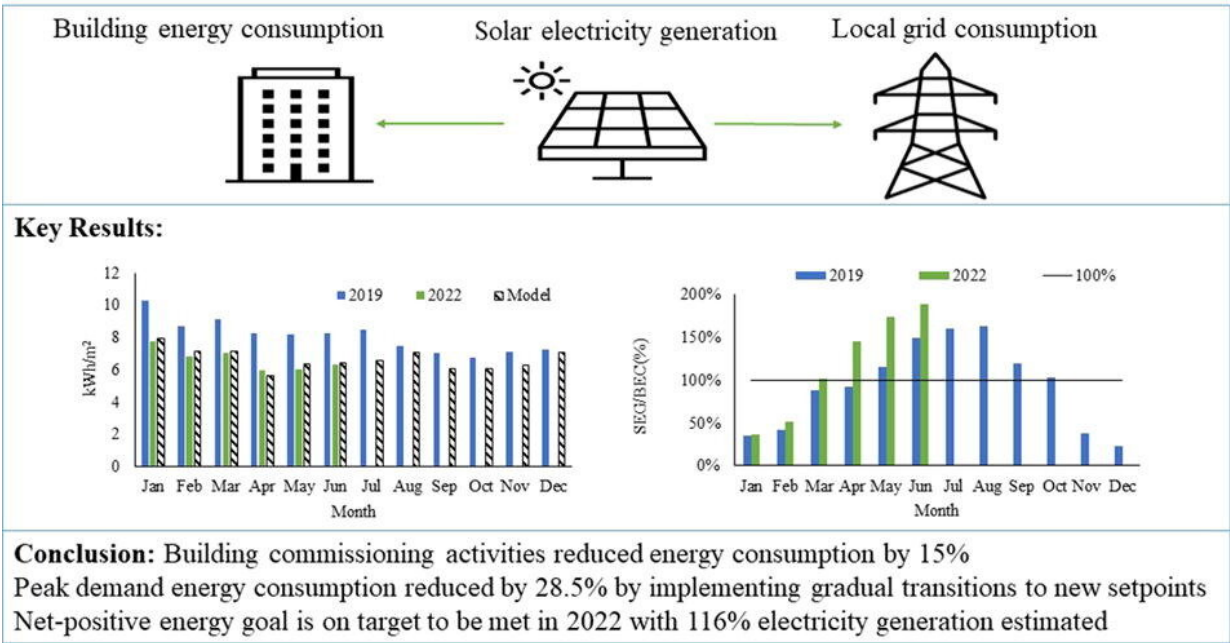 Building energy consumption
Solar electricity generation
Local grid consumption
Key Results:
12
10
8
6
4
2
0
kWh/m²
2019
2022
Model
Jan Feb Mar Apr May Jun Jul Aug Sep Oct Nov Dec
Month
2019
2022
100%
200%
150%
100%
50%
0%
SEG/BEC(%)
Jan Feb Mar Apr May Jun Jul Aug Sep Oct Nov Dec
Month
Conclusion: Building commissioning activities reduced energy consumption by 15%
Peak demand energy consumption reduced by 28.5% by implementing gradual transitions to new setpoints
Net-positive energy goal is on target to be met in 2022 with 116% electricity generation estimated